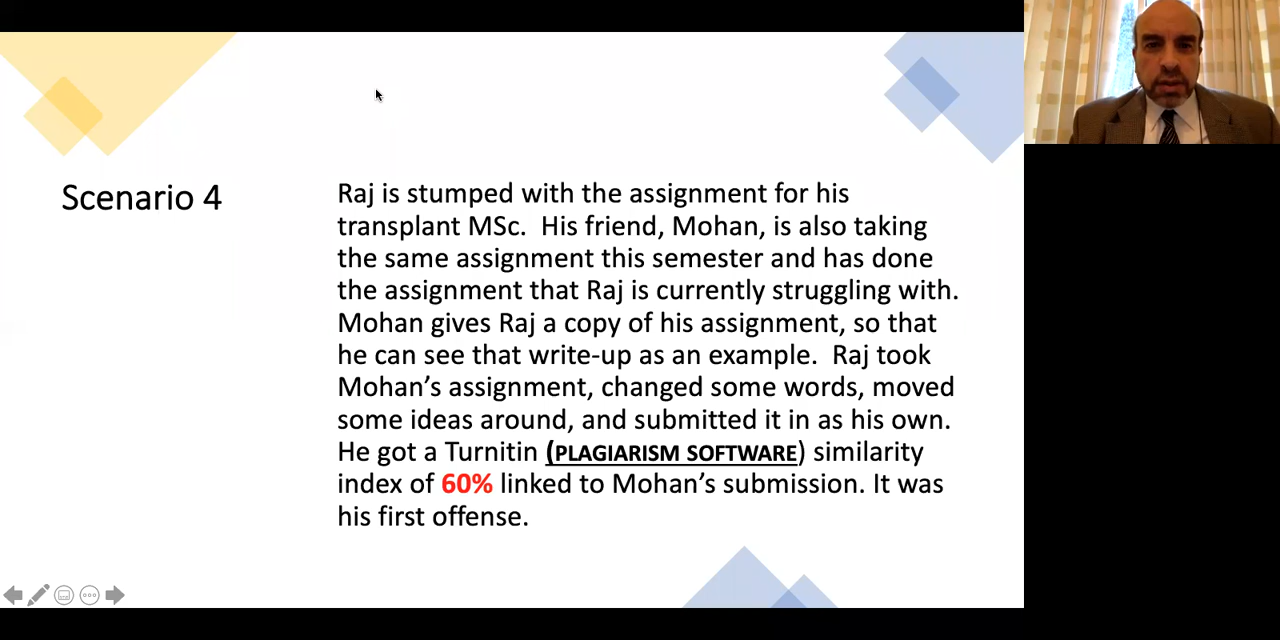 Scenario 4
Raj is stumped with the assignment for his
transplant MSc.  His friend, Mohan, is also taking
the same assignment this semester and has done
the assignment that Raj is currently struggling with.
Mohan gives Raj a copy of his assignment, so that
he can see that write-up as an example.  Raj took
Mohan’s assignment, changed some words, moved
some ideas around, and submitted it in as his own.
He got a Turnitin (PLAGIARISM SOFTWARE) similarity
index of 60% linked to Mohan’s submission. It was
his first offense.